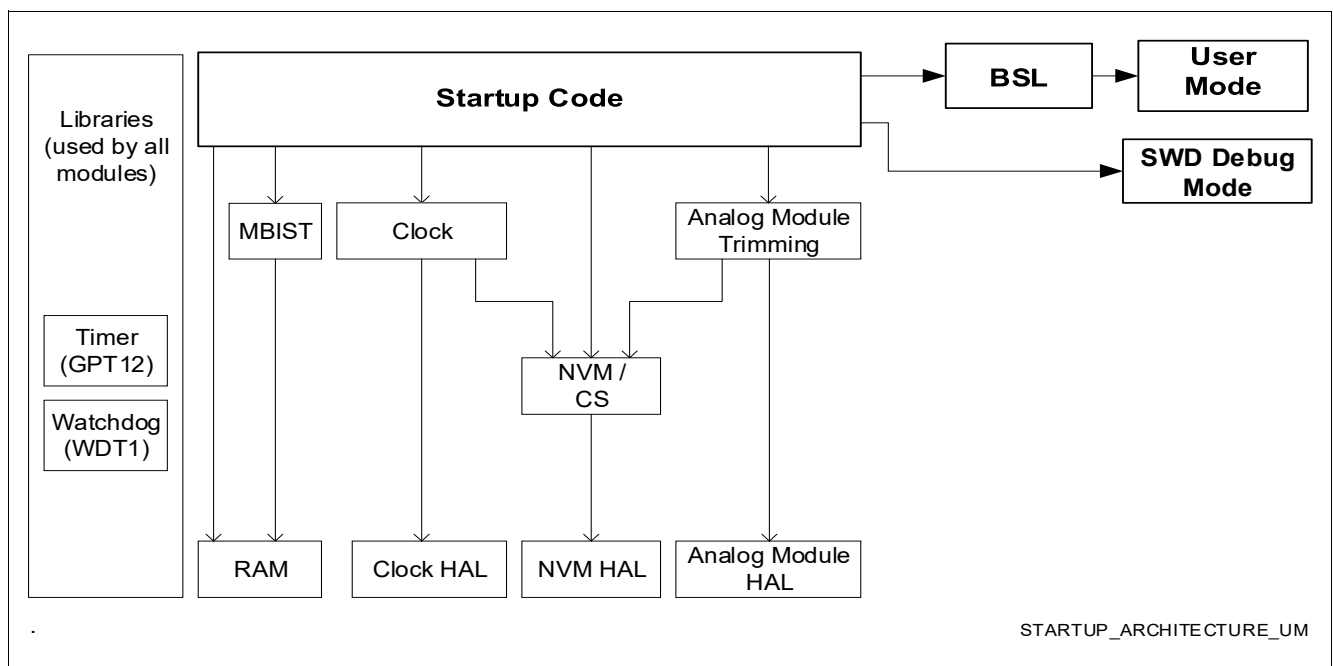 Libraries
(used by all
modules)
Timer
(GPT12)
Watchdog
(WDT1)
Startup Code
BSL
User
Mode
SWD Debug
Mode
MBIST
Clock
Analog Module
Trimming
NVM /
CS
RAM
Clock HAL
NVM HAL
Analog Module
HAL
.
STARTUP_ARCHITECTURE_UM